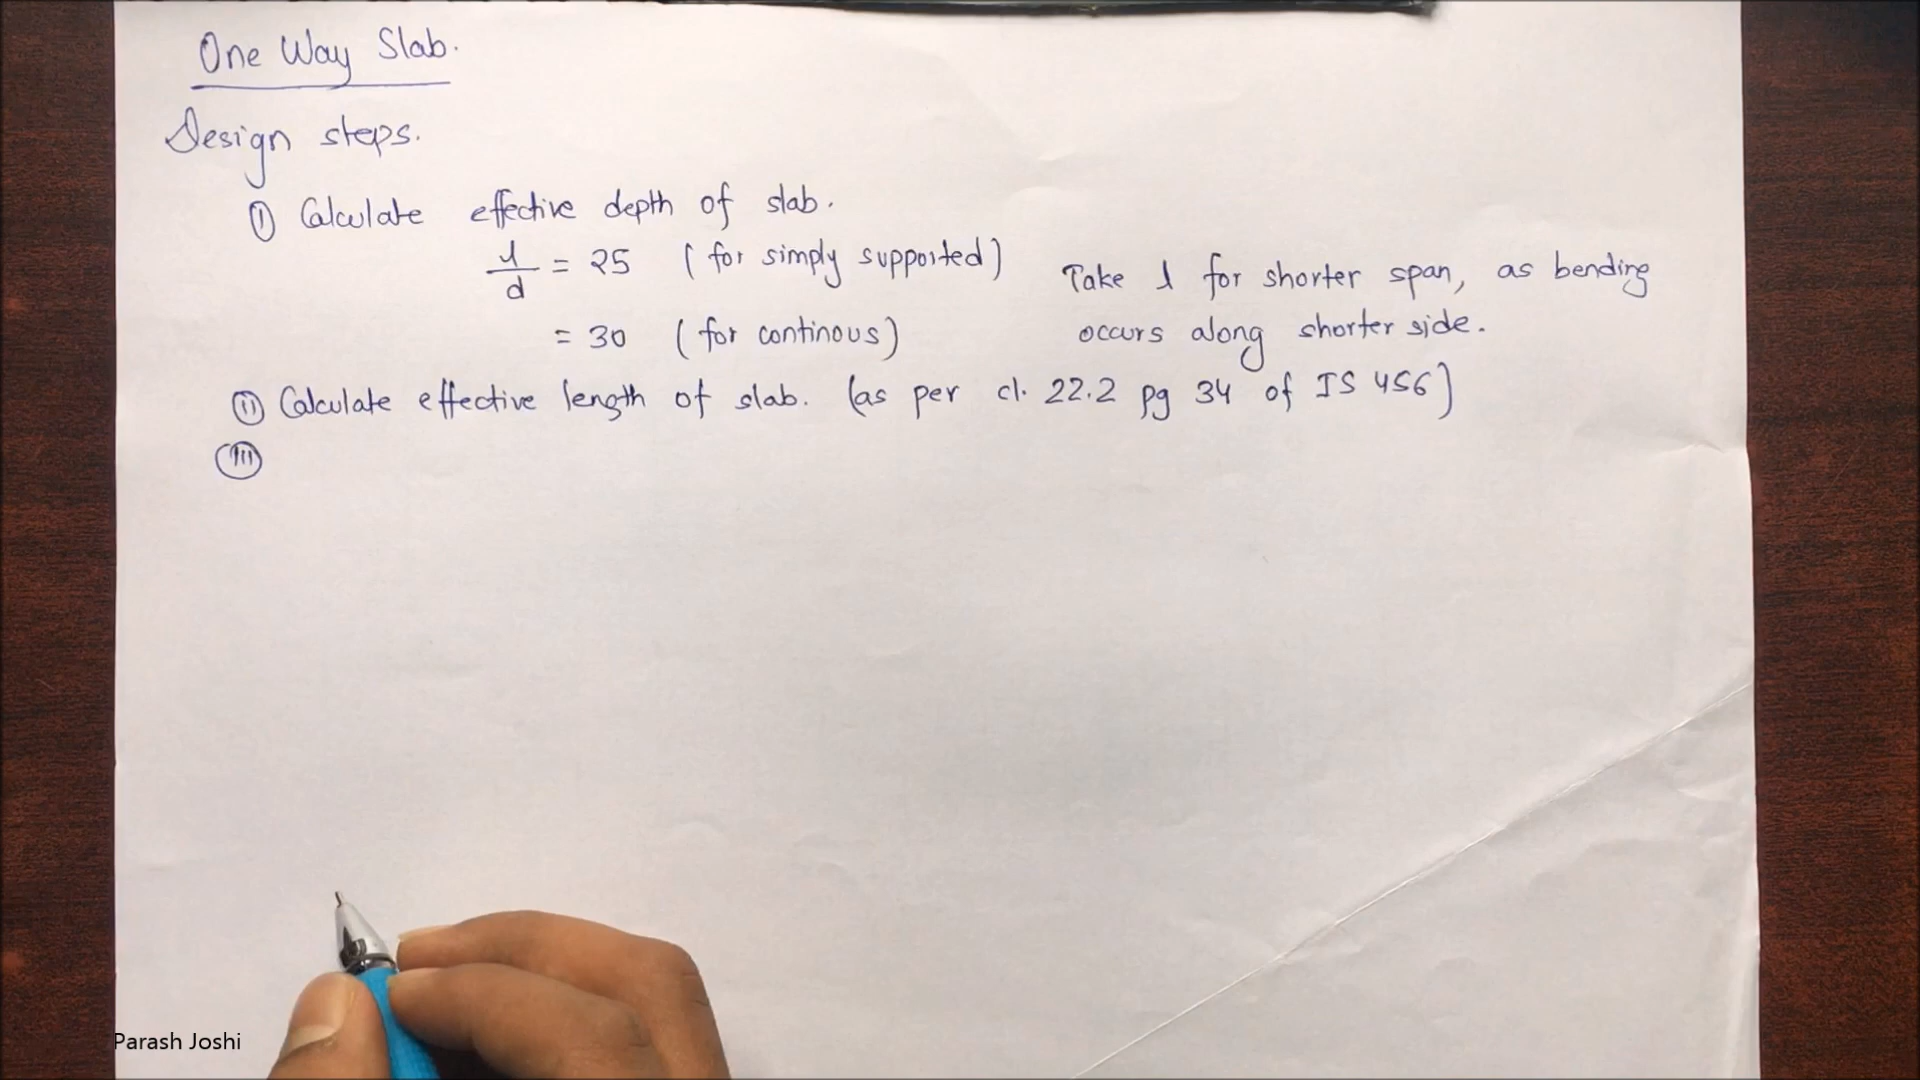 One Way Slab.
Design steps.
(i) Calculate effective depth of slab.
l/d = 25 (for simply supported)
= 30 (for continous)
Take l for shorter span, as bending
occurs along shorter side.
(ii) Calculate effective length of slab. (as per cl. 22.2 pg 34 of IS 456)
(iii)
Parash Joshi